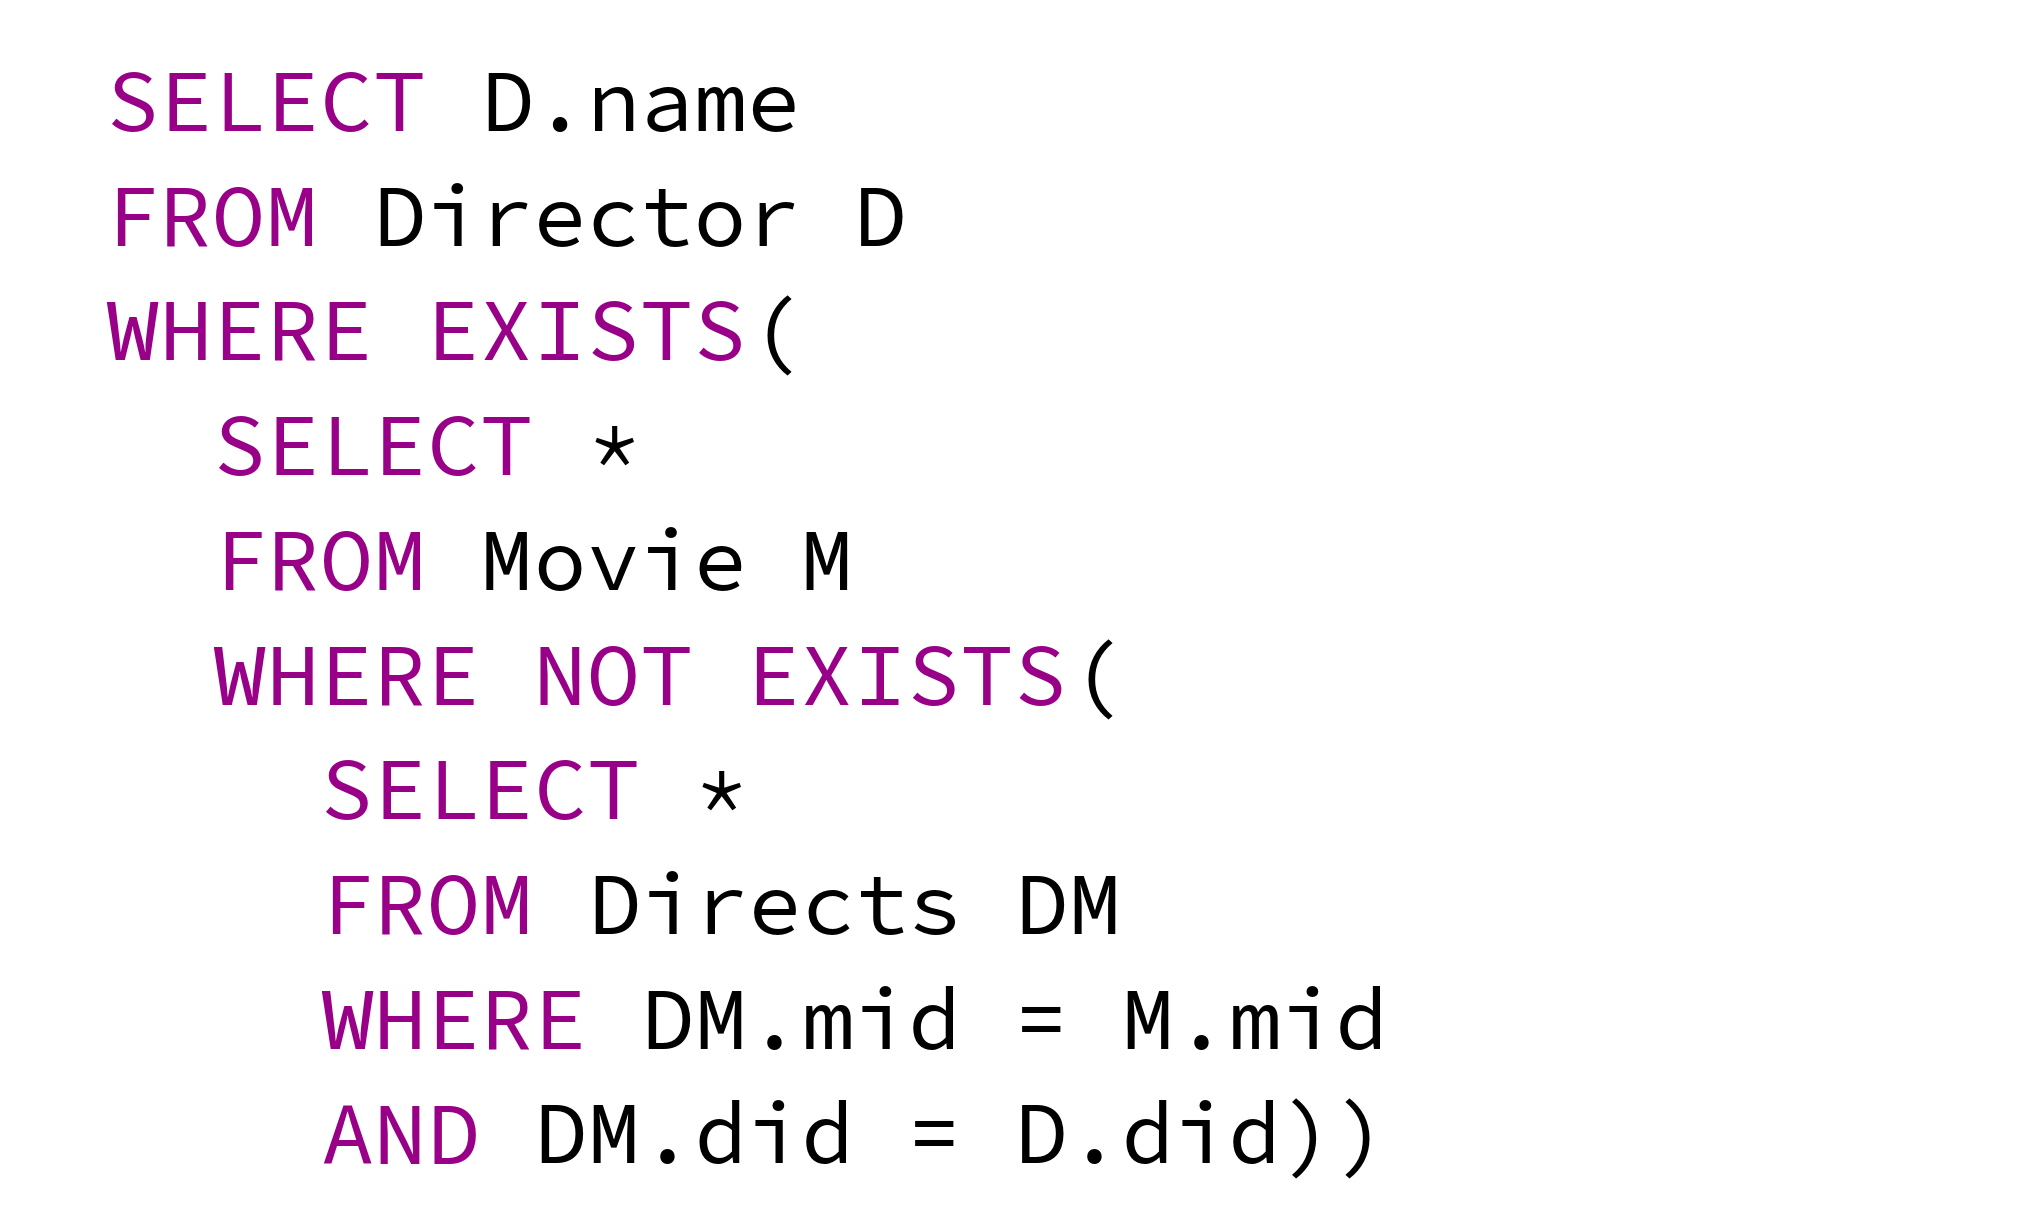 SELECT D.name
FROM Director D
WHERE EXISTS(
SELECT *
FROM Movie M
WHERE NOT EXISTS(
SELECT *
FROM Directs DM
WHERE DM.mid = M.mid
AND DM.did = D.did))